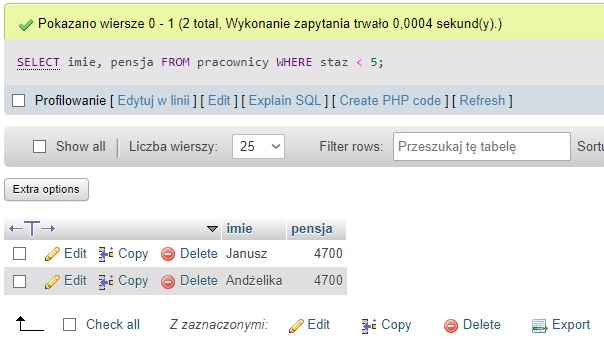 Pokazano wiersze 0 - 1 (2 total, Wykonanie zapytania trwało 0,0004 sekund(y).)
SELECT imie, pensja FROM pracownicy WHERE staz < 5;
Profilowanie [ Edytuj w linii ] [ Edit ] [ Explain SQL ] [ Create PHP code ] [ Refresh ]
Show all Liczba wierszy: 25 Filter rows: Przeszukaj tę tabelę Sortu
Extra options
imie pensja
Edit Copy Delete Janusz 4700
Edit Copy Delete Andżelika 4700
Check all Z zaznaczonymi: Edit Copy Delete Export